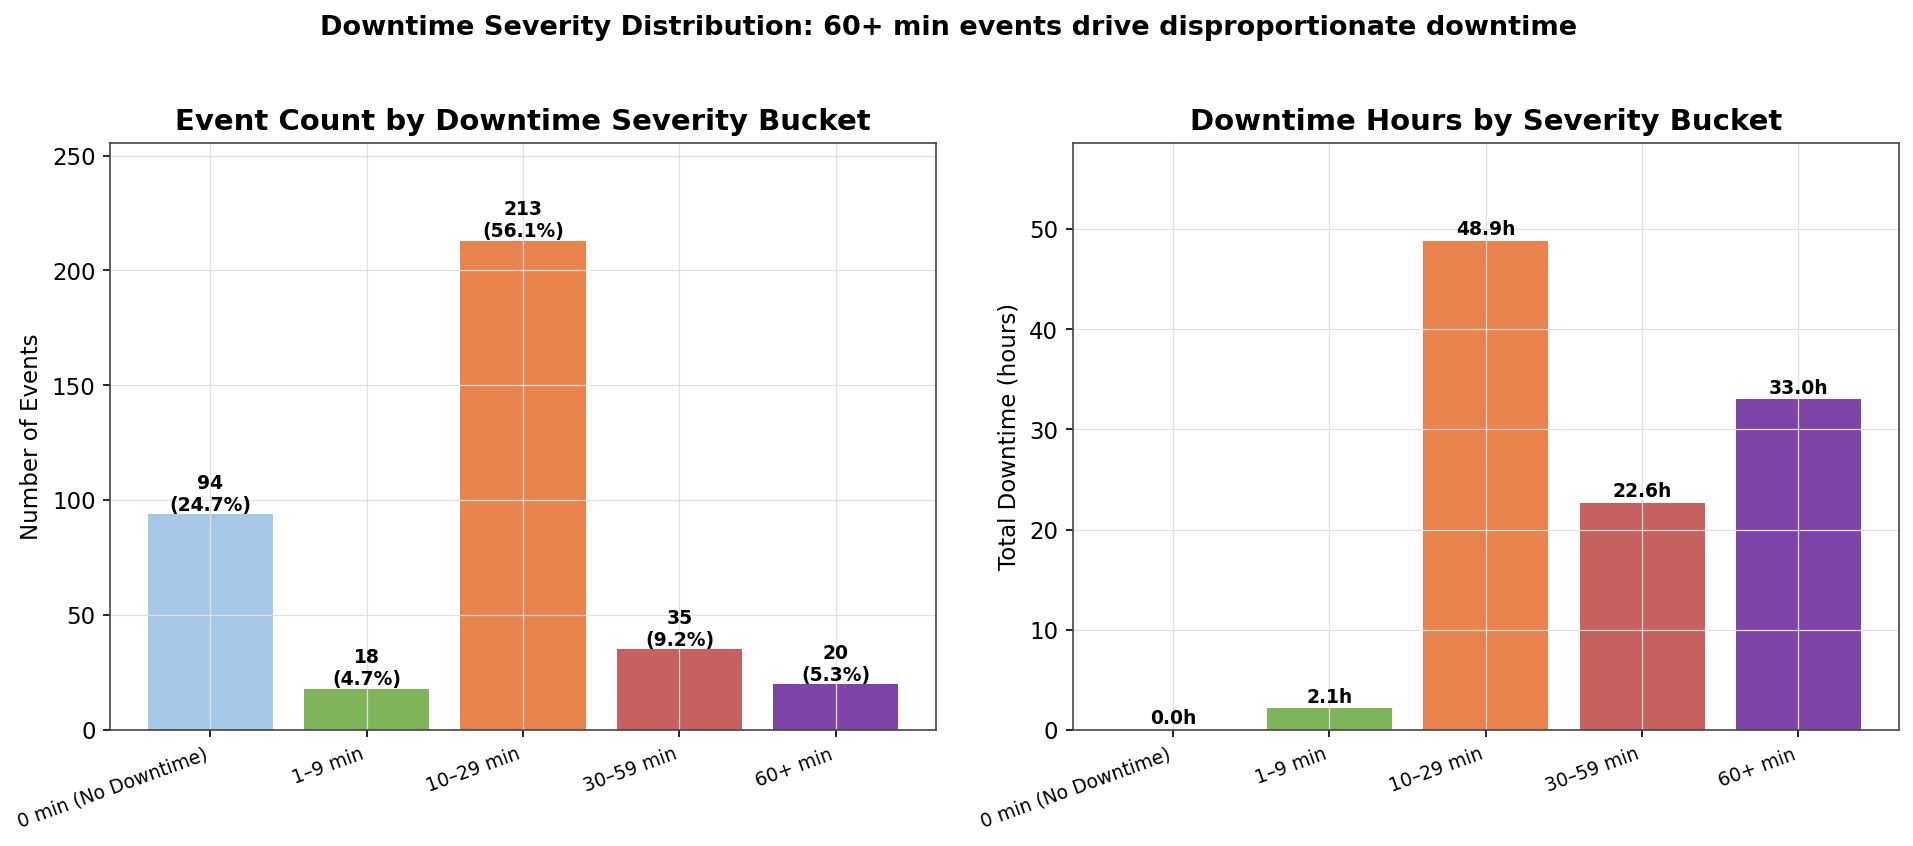 Downtime Severity Distribution: 60+ min events drive disproportionate downtime
Event Count by Downtime Severity Bucket
Number of Events
250
200
150
100
50
0
94
(24.7%)
18
(4.7%)
213
(56.1%)
35
(9.2%)
20
(5.3%)
0 min (No Downtime)
1–9 min
10–29 min
30–59 min
60+ min
Downtime Hours by Severity Bucket
Total Downtime (hours)
50
40
30
20
10
0
0.0h
2.1h
48.9h
22.6h
33.0h
0 min (No Downtime)
1–9 min
10–29 min
30–59 min
60+ min